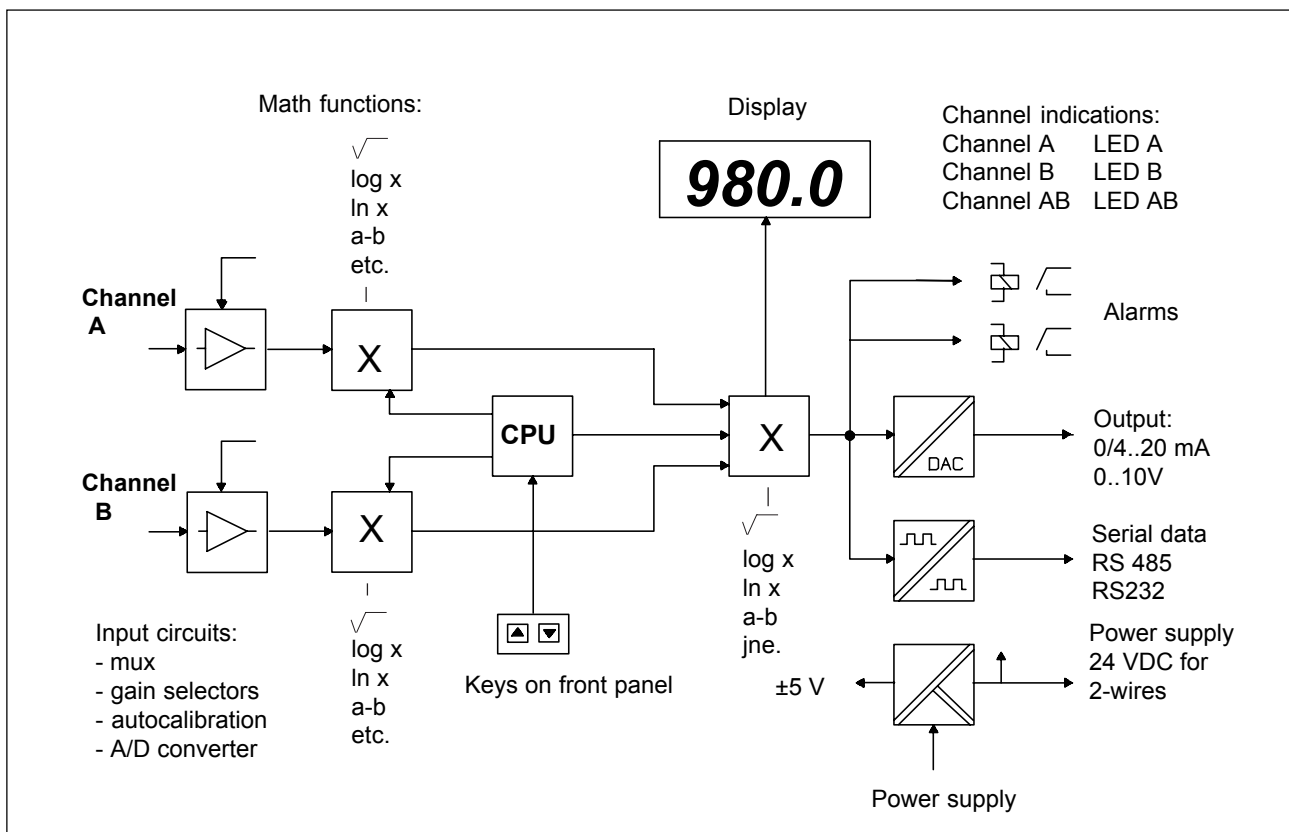 Math functions:
√
log x
ln x
a-b
etc.
Display
980.0
Channel indications:
Channel A LED A
Channel B LED B
Channel AB LED AB
Channel
A
X
Alarms
CPU
X
DAC
Output:
0/4..20 mA
0..10V
Channel
B
X
√
log x
ln x
a-b
jne.
Serial data
RS 485
RS232
Input circuits:
- mux
- gain selectors
- autocalibration
- A/D converter
√
log x
ln x
a-b
etc.
Keys on front panel
±5 V
Power supply
24 VDC for
2-wires
Power supply